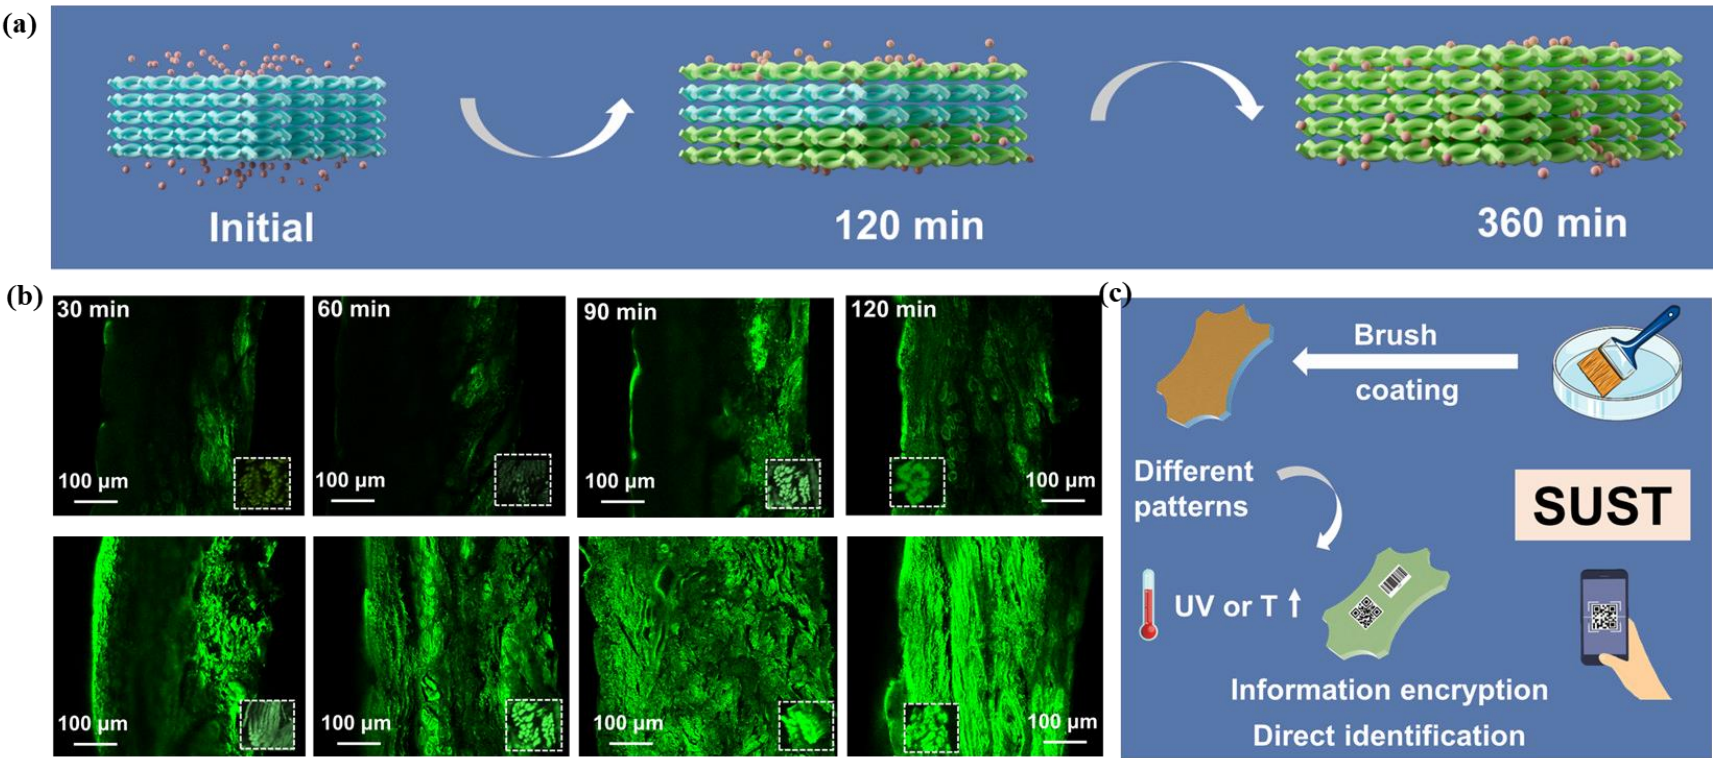 (a)
Initial
120 min
360 min
(b)
30 min
60 min
90 min
120 min
100 µm
100 µm
100 µm
100 µm
100 µm
100 µm
100 µm
100 µm
(c)
Brush
coating
Different
patterns
SUST
UV or T ↑
Information encryption
Direct identification